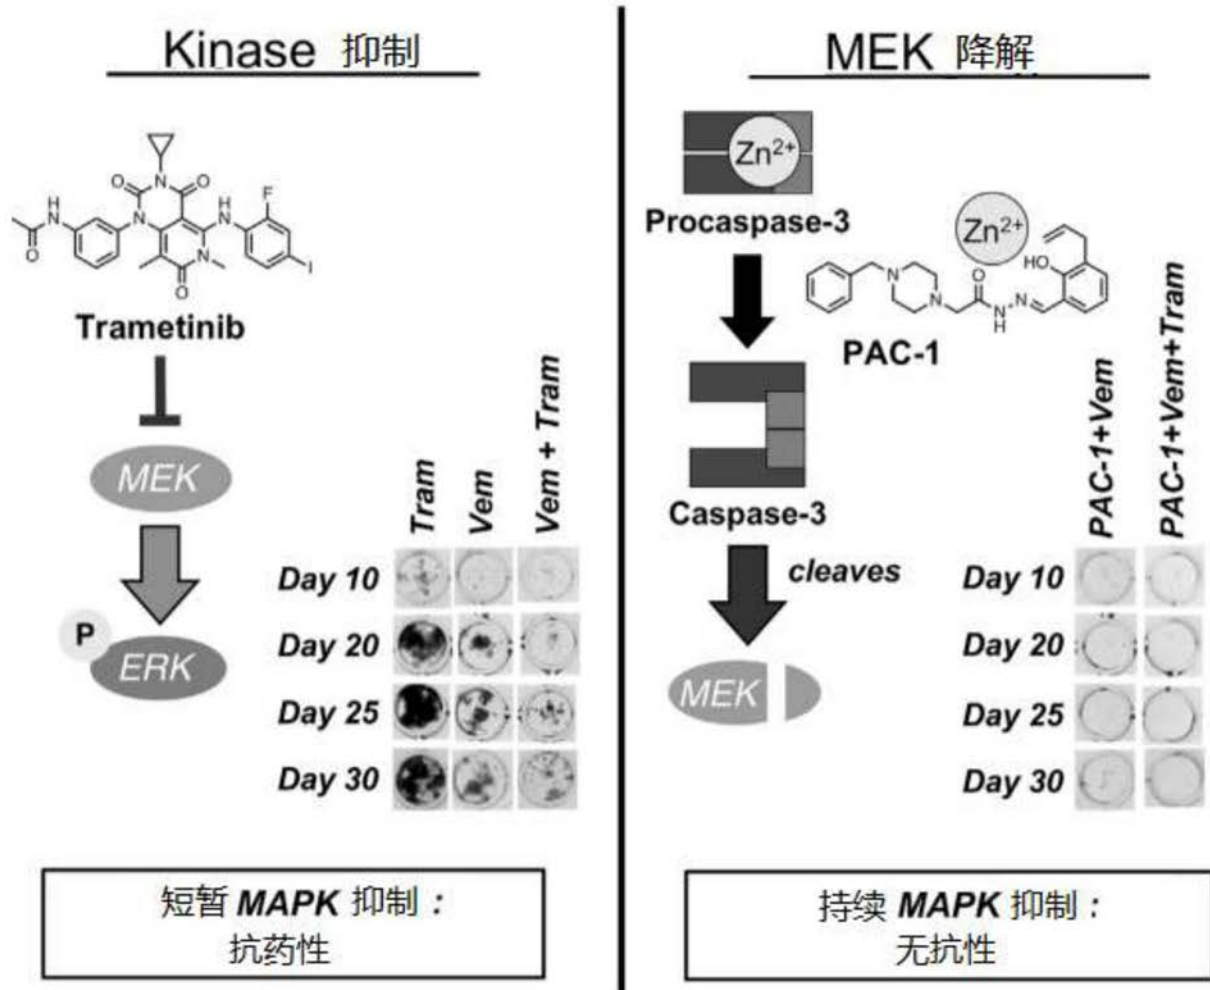 Kinase 抑制
O
N
O
F
H
N
N
H
N
O
N
I
O
Trametinib
MEK
P
ERK
Tram
Vem
Vem + Tram
Day 10
Day 20
Day 25
Day 30
短暂 MAPK 抑制：
抗药性
MEK 降解
Zn2+
Procaspase-3
Zn2+
HO
N
N
O
N
H
N
PAC-1
Caspase-3
cleaves
MEK
PAC-1+Vem
PAC-1+Vem+Tram
Day 10
Day 20
Day 25
Day 30
持续 MAPK 抑制：
无抗性